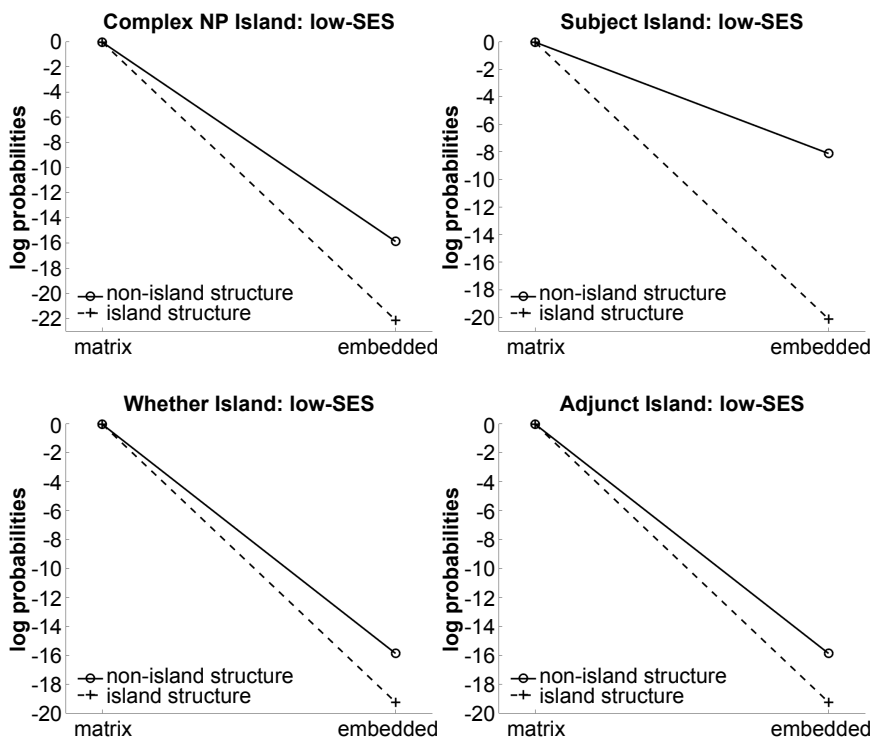 Complex NP Island: low-SES
0
-2
-4
-6
-8
-10
-12
-14
-16
-18
-20
-22
log probabilities
non-island structure
island structure
matrix embedded
Subject Island: low-SES
0
-2
-4
-6
-8
-10
-12
-14
-16
-18
-20
log probabilities
non-island structure
island structure
matrix embedded
Whether Island: low-SES
0
-2
-4
-6
-8
-10
-12
-14
-16
-18
-20
log probabilities
non-island structure
island structure
matrix embedded
Adjunct Island: low-SES
0
-2
-4
-6
-8
-10
-12
-14
-16
-18
-20
log probabilities
non-island structure
island structure
matrix embedded